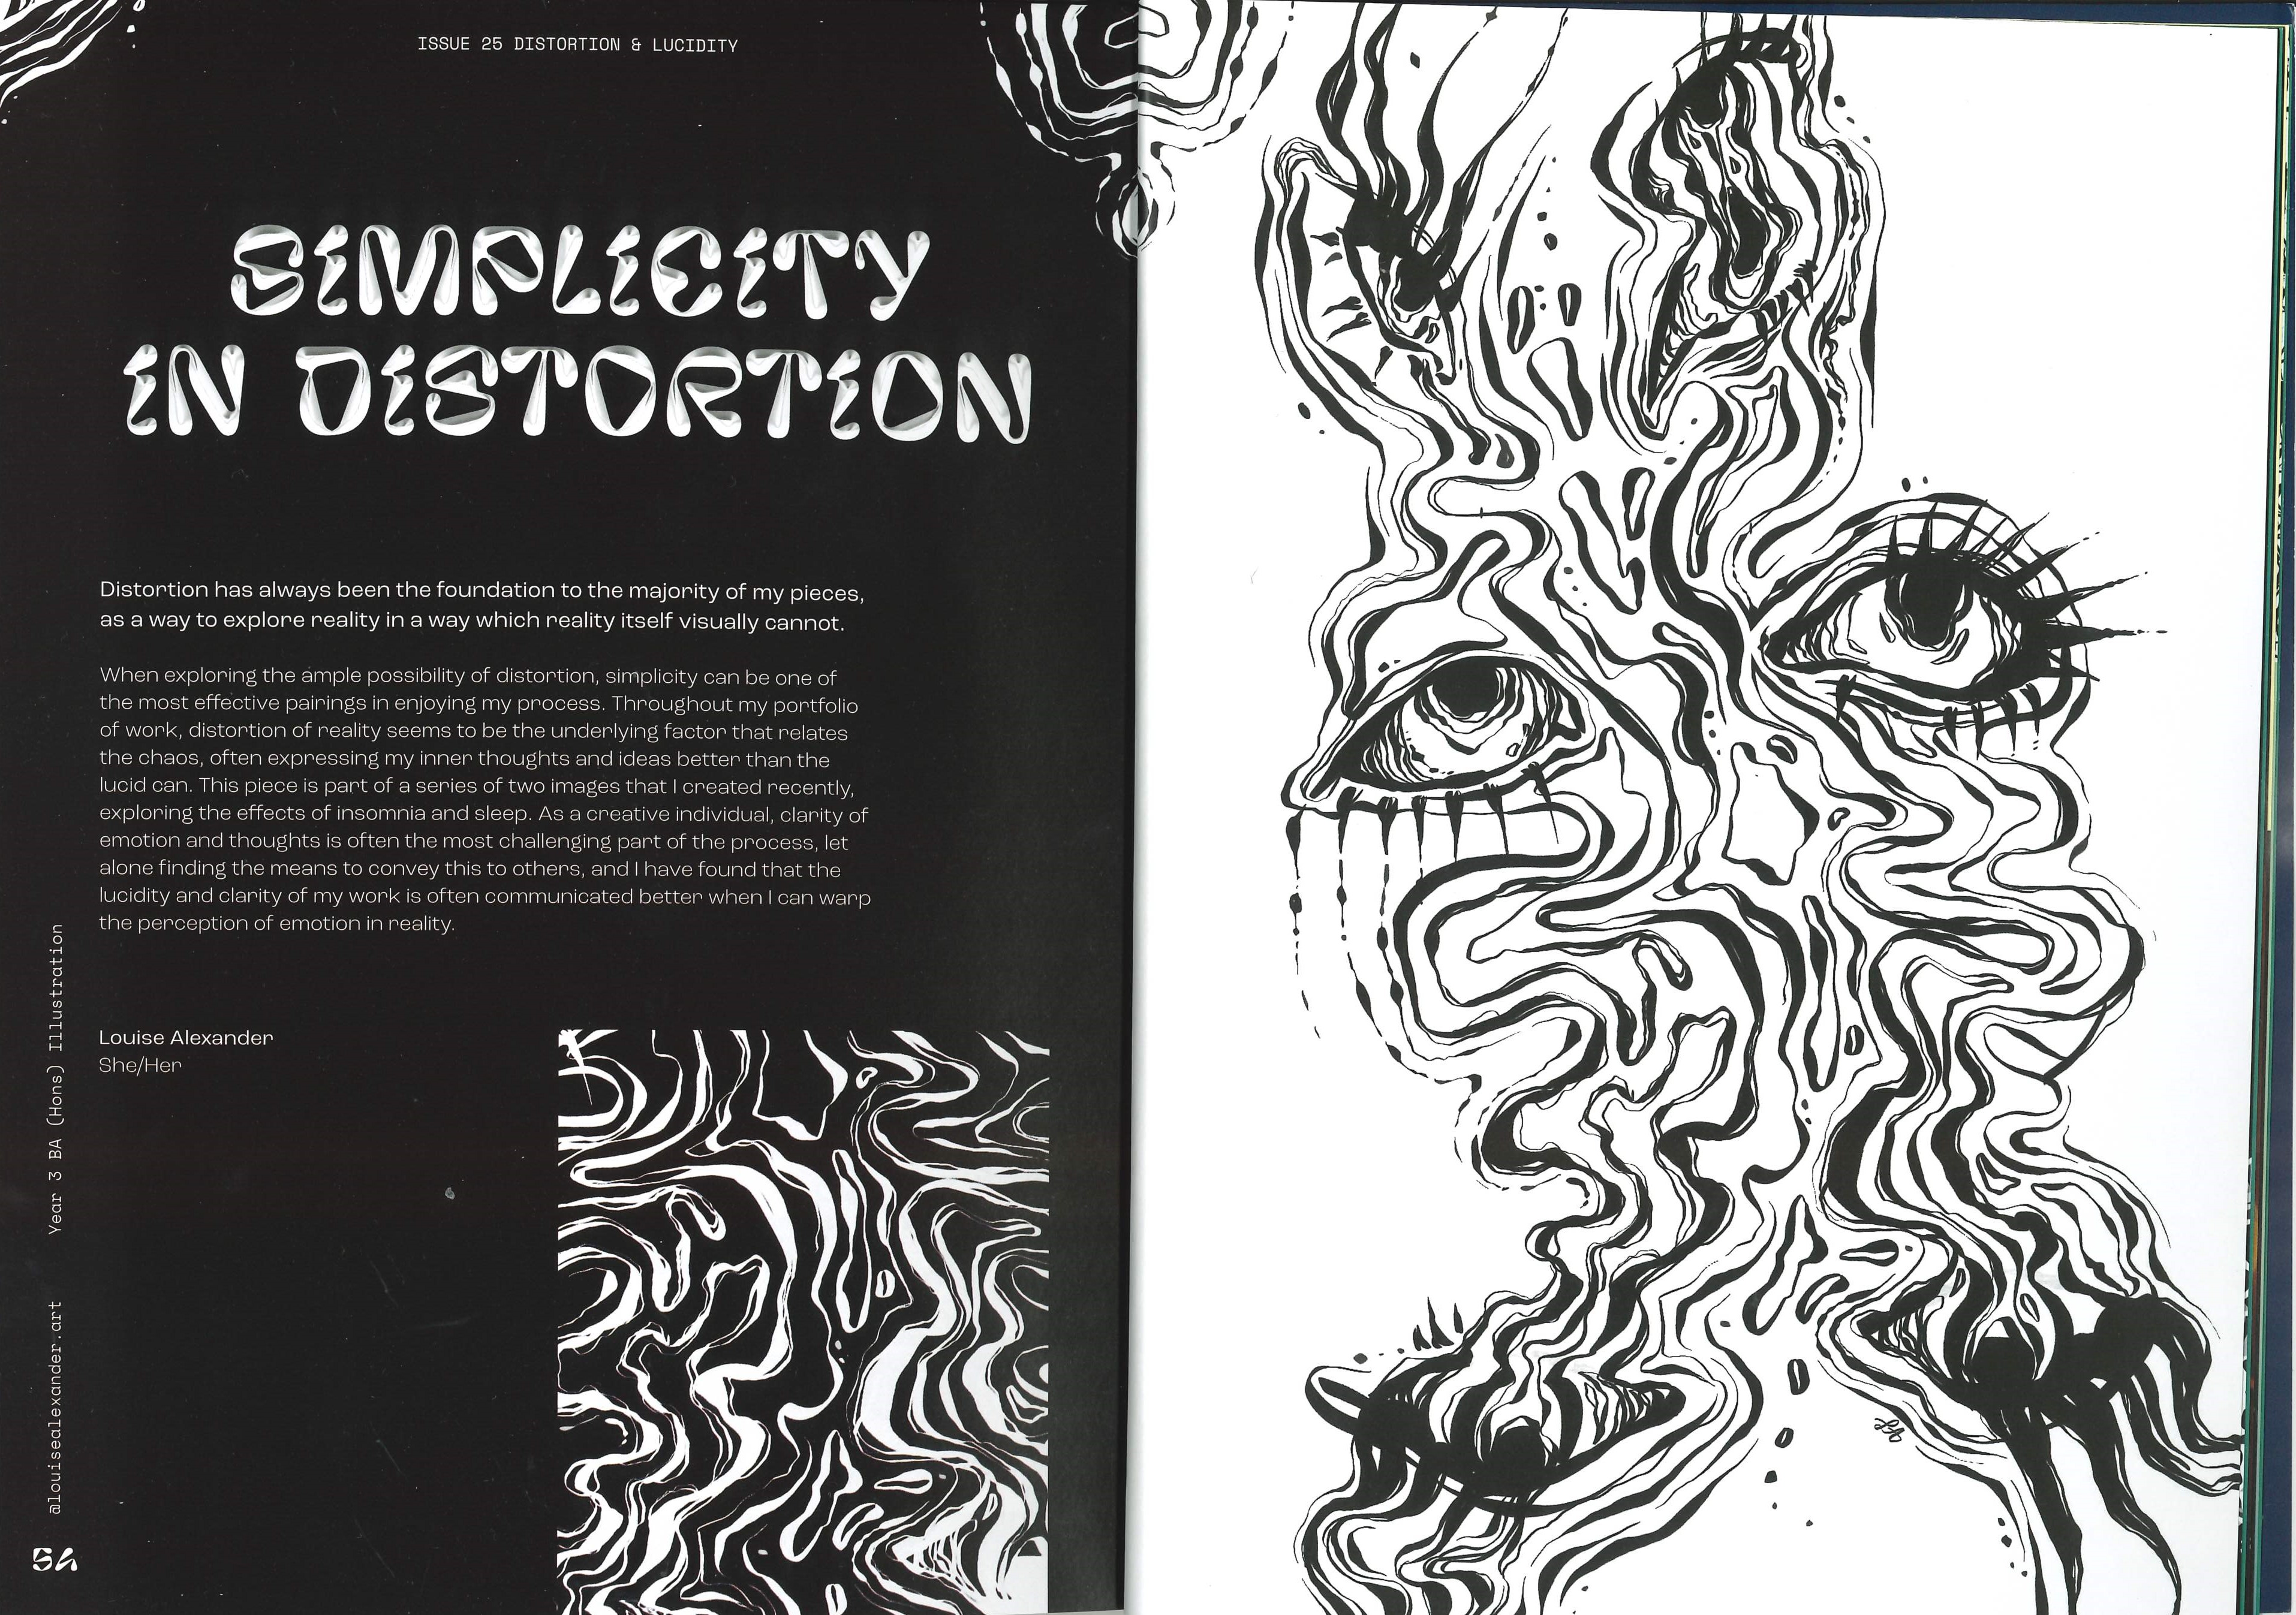 ISSUE 25 DISTORTION & LUCIDITY
SIMPLICITY
IN DISTORTION
Distortion has always been the foundation to the majority of my pieces,
as a way to explore reality in a way which reality itself visually cannot.
When exploring the ample possibility of distortion, simplicity can be one of
the most effective pairings in enjoying my process. Throughout my portfolio
of work, distortion of reality seems to be the underlying factor that relates
the chaos, often expressing my inner thoughts and ideas better than the
lucid can. This piece is part of a series of two images that I created recently,
exploring the effects of insomnia and sleep. As a creative individual, clarity of
emotion and thoughts is often the most challenging part of the process, let
alone finding the means to convey this to others, and I have found that the
lucidity and clarity of my work is often communicated better when I can warp
the perception of emotion in reality.
Louise Alexander
She/Her
@louisealexander.art Year 3 BA (Hons) Illustration